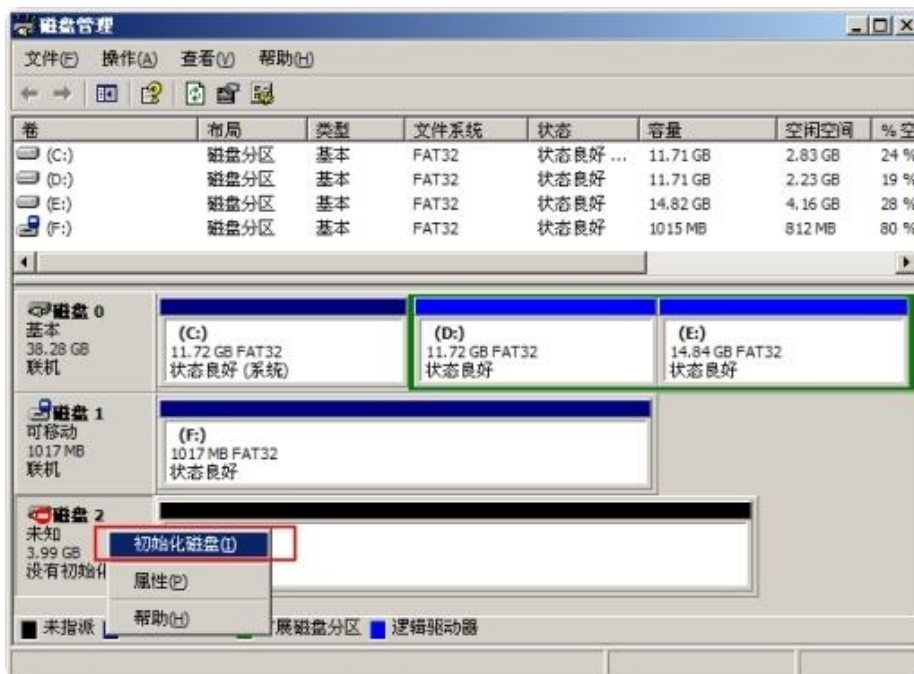 磁盘管理
文件(F) 操作(A) 查看(V) 帮助(H)
卷 布局 类型 文件系统 状态 容量 空闲空间 % 空
(C:) 磁盘分区 基本 FAT32 状态良好 ... 11.71 GB 2.83 GB 24 %
(D:) 磁盘分区 基本 FAT32 状态良好 11.71 GB 2.23 GB 19 %
(E:) 磁盘分区 基本 FAT32 状态良好 14.82 GB 4.16 GB 28 %
(F:) 磁盘分区 基本 FAT32 状态良好 1015 MB 812 MB 80 %
磁盘 0
基本
38.28 GB
联机
(C:)
11.72 GB FAT32
状态良好 (系统)
(D:)
11.72 GB FAT32
状态良好
(E:)
14.84 GB FAT32
状态良好
磁盘 1
可移动
1017 MB
联机
(F:)
1017 MB FAT32
状态良好
磁盘 2
未知
3.99 GB
没有初始化
初始化磁盘(I)
属性(P)
帮助(H)
未指派 展磁盘分区 逻辑驱动器